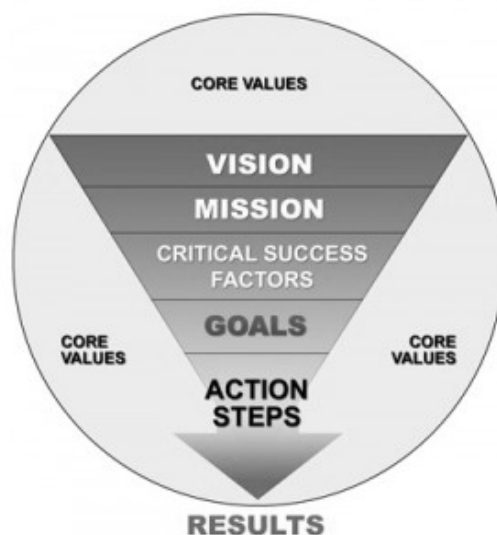 CORE VALUES
VISION
MISSION
CRITICAL SUCCESS
FACTORS
GOALS
CORE
VALUES
CORE
VALUES
ACTION
STEPS
RESULTS